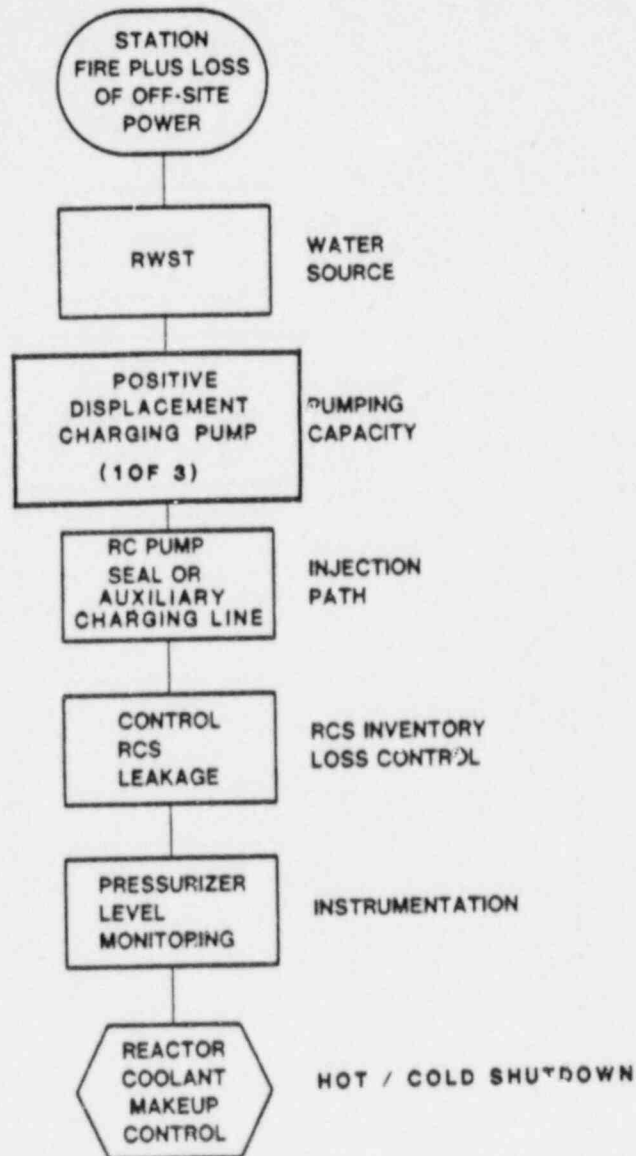 STATION
FIRE PLUS LOSS
OF OFF-SITE
POWER
RWST
WATER
SOURCE
POSITIVE
DISPLACEMENT
CHARGING PUMP
(1OF 3)
PUMPING
CAPACITY
RC PUMP
SEAL OR
AUXILIARY
CHARGING LINE
INJECTION
PATH
CONTROL
RCS
LEAKAGE
RCS INVENTORY
LOSS CONTROL
PRESSURIZER
LEVEL
MONITORING
INSTRUMENTATION
REACTOR
COOLANT
MAKEUP
CONTROL
HOT / COLD SHUTDOWN